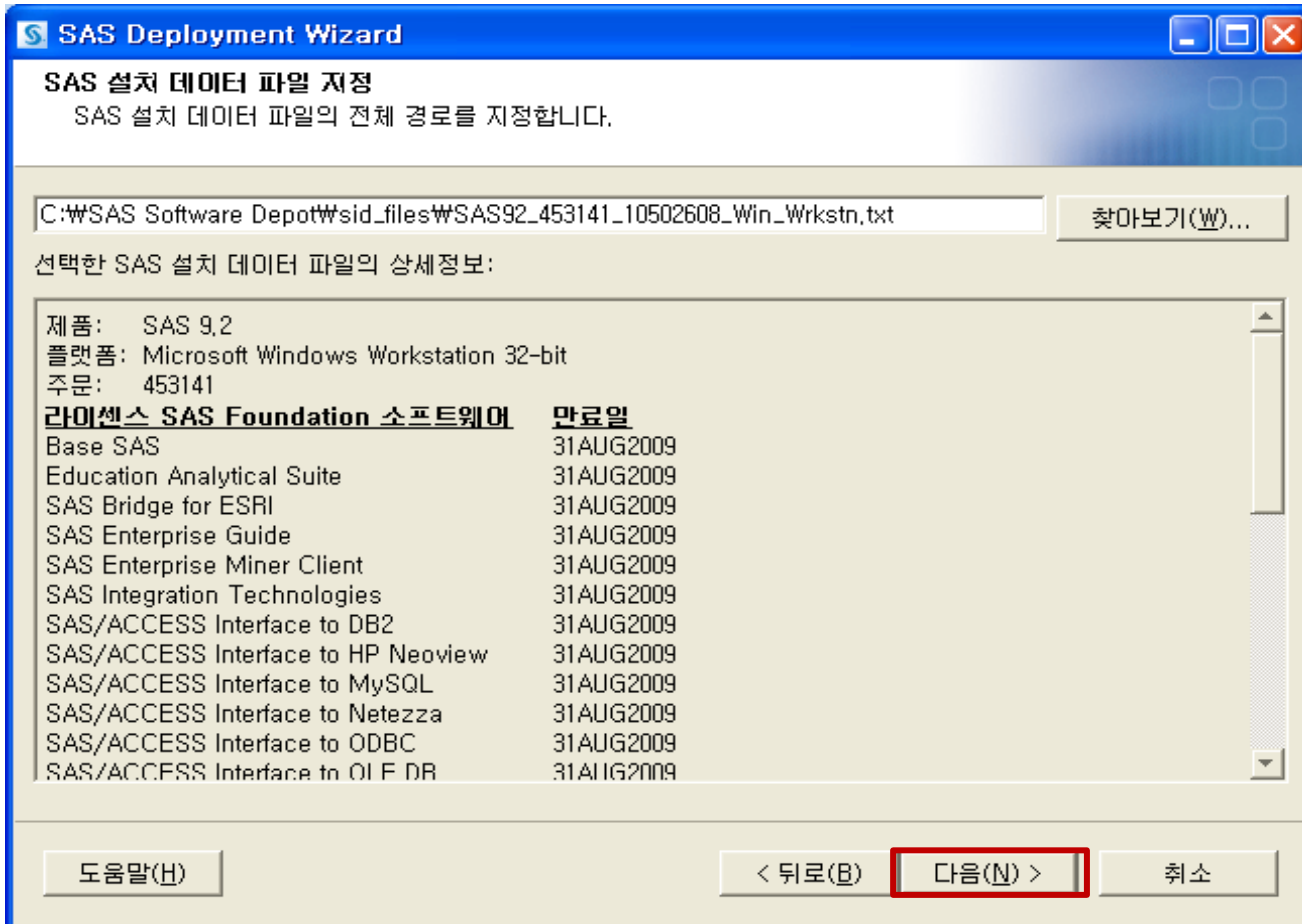 SAS Deployment Wizard
SAS 설치 데이터 파일 지정
SAS 설치 데이터 파일의 전체 경로를 지정합니다.
C:₩SAS Software Depot₩sid_files₩SAS92_453141_10502608_Win_Wrkstn.txt 찾아보기(W)...
선택한 SAS 설치 데이터 파일의 상세정보:
제품: SAS 9.2
플랫폼: Microsoft Windows Workstation 32-bit
주문: 453141
라이센스 SAS Foundation 소프트웨어 만료일
Base SAS 31AUG2009
Education Analytical Suite 31AUG2009
SAS Bridge for ESRI 31AUG2009
SAS Enterprise Guide 31AUG2009
SAS Enterprise Miner Client 31AUG2009
SAS Integration Technologies 31AUG2009
SAS/ACCESS Interface to DB2 31AUG2009
SAS/ACCESS Interface to HP Neoview 31AUG2009
SAS/ACCESS Interface to MySQL 31AUG2009
SAS/ACCESS Interface to Netezza 31AUG2009
SAS/ACCESS Interface to ODBC 31AUG2009
SAS/ACCESS Interface to OLE DB 31AUG2009
도움말(H) < 뒤로(B) 다음(N) > 취소